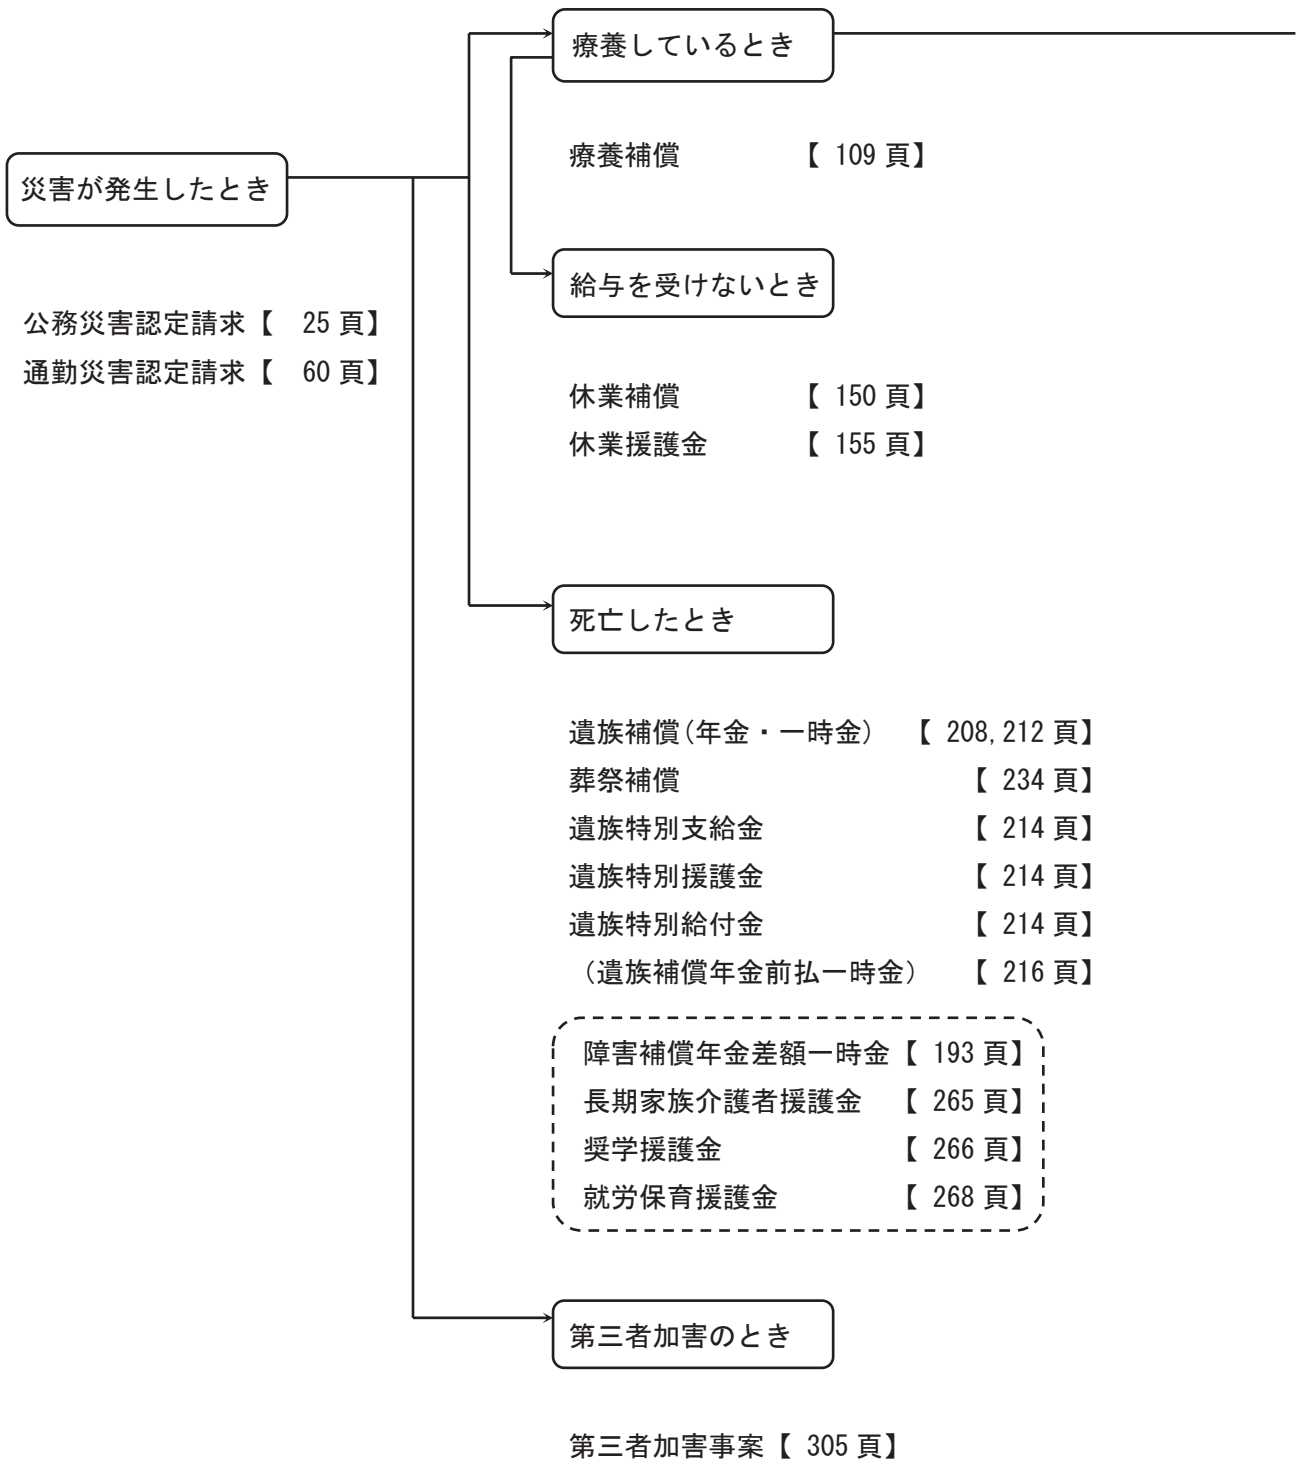 療養しているとき
療養補償 【 109 頁】
災害が発生したとき
公務災害認定請求【 25 頁】
通勤災害認定請求【 60 頁】
給与を受けないとき
休業補償 【 150 頁】
休業援護金 【 155 頁】
死亡したとき
遺族補償(年金・一時金) 【 208,212 頁】
葬祭補償 【 234 頁】
遺族特別支給金 【 214 頁】
遺族特別援護金 【 214 頁】
遺族特別給付金 【 214 頁】
(遺族補償年金前払一時金) 【 216 頁】
障害補償年金差額一時金【 193 頁】
長期家族介護者援護金 【 265 頁】
奨学援護金 【 266 頁】
就労保育援護金 【 268 頁】
第三者加害のとき
第三者加害事案【 305 頁】